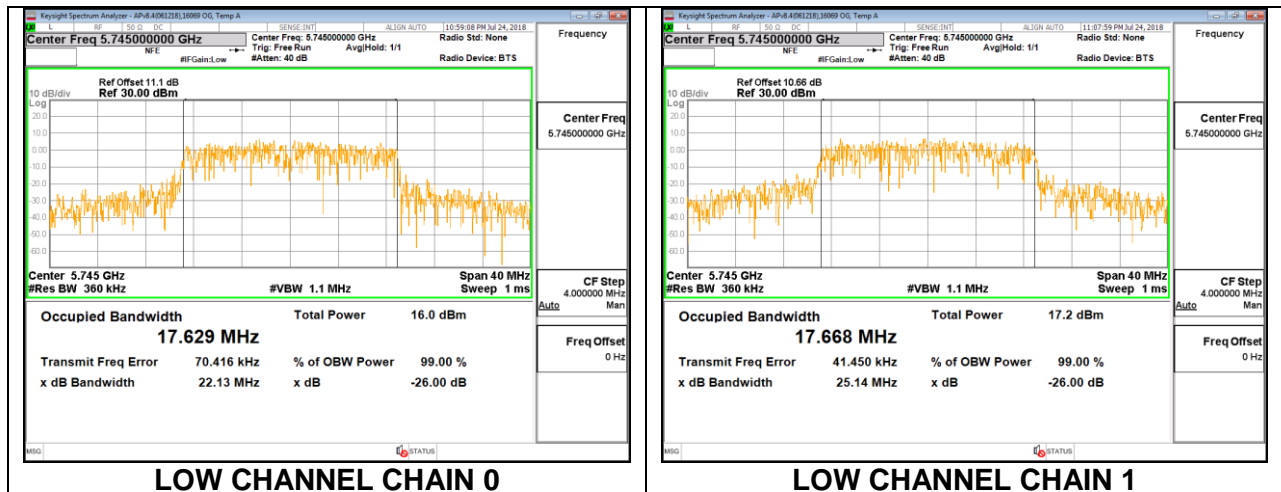 Keysight Spectrum Analyzer - APv8.4(061218),16069 OG, Temp A
L RF 50 Ω DC SENSE:INT ALIGN AUTO 10:59:08 PM Jul 24, 2018
Center Freq 5.745000000 GHz
NFE
#IFGain:Low
Center Freq: 5.745000000 GHz
Trig: Free Run Avg|Hold: 1/1
#Atten: 40 dB
Radio Std: None
Radio Device: BTS
Frequency
Ref Offset 11.1 dB
10 dB/div Ref 30.00 dBm
Log
20.0
10.0
0.00
-10.0
-20.0
-30.0
-40.0
-50.0
-60.0
Center Freq
5.745000000 GHz
Center 5.745 GHz Span 40 MHz
#Res BW 360 kHz #VBW 1.1 MHz Sweep 1 ms
CF Step
4.000000 MHz
Auto Man
Occupied Bandwidth Total Power 16.0 dBm
17.629 MHz
Transmit Freq Error 70.416 kHz % of OBW Power 99.00 %
x dB Bandwidth 22.13 MHz x dB -26.00 dB
Freq Offset
0 Hz
MSG STATUS
LOW CHANNEL CHAIN 0
Keysight Spectrum Analyzer - APv8.4(061218),16069 OG, Temp A
L RF 50 Ω DC SENSE:INT ALIGN AUTO 11:07:59 PM Jul 24, 2018
Center Freq 5.745000000 GHz
NFE
#IFGain:Low
Center Freq: 5.745000000 GHz
Trig: Free Run Avg|Hold: 1/1
#Atten: 40 dB
Radio Std: None
Radio Device: BTS
Frequency
Ref Offset 10.66 dB
10 dB/div Ref 30.00 dBm
Log
20.0
10.0
0.00
-10.0
-20.0
-30.0
-40.0
-50.0
-60.0
Center Freq
5.745000000 GHz
Center 5.745 GHz Span 40 MHz
#Res BW 360 kHz #VBW 1.1 MHz Sweep 1 ms
CF Step
4.000000 MHz
Auto Man
Occupied Bandwidth Total Power 17.2 dBm
17.668 MHz
Transmit Freq Error 41.450 kHz % of OBW Power 99.00 %
x dB Bandwidth 25.14 MHz x dB -26.00 dB
Freq Offset
0 Hz
MSG STATUS
LOW CHANNEL CHAIN 1